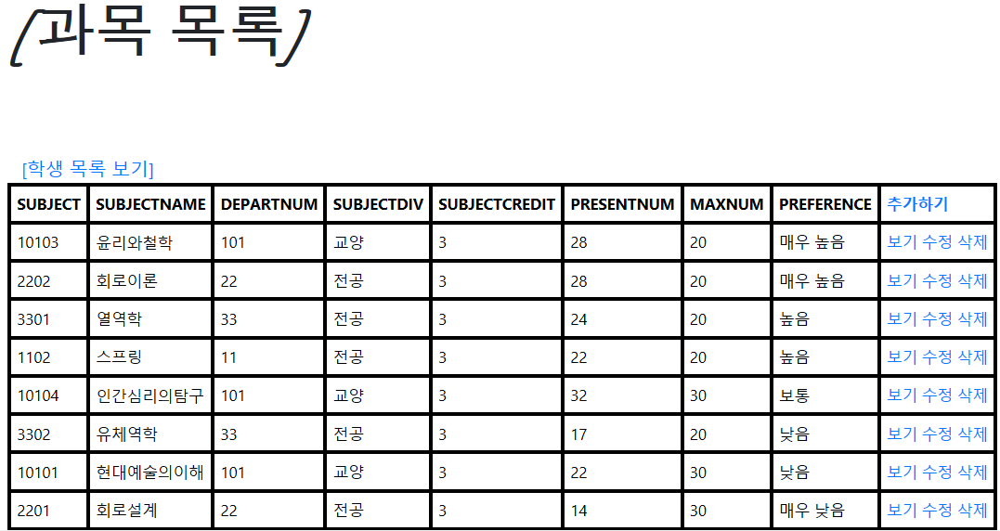 [과목 목록]
[학생 목록 보기]
SUBJECT SUBJECTNAME DEPARTNUM SUBJECTDIV SUBJECTCREDIT PRESENTNUM MAXNUM PREFERENCE 추가하기
10103 윤리와철학 101 교양 3 28 20 매우 높음 보기 수정 삭제
2202 회로이론 22 전공 3 28 20 매우 높음 보기 수정 삭제
3301 열역학 33 전공 3 24 20 높음 보기 수정 삭제
1102 스프링 11 전공 3 22 20 높음 보기 수정 삭제
10104 인간심리의탐구 101 교양 3 32 30 보통 보기 수정 삭제
3302 유체역학 33 전공 3 17 20 낮음 보기 수정 삭제
10101 현대예술의이해 101 교양 3 22 30 낮음 보기 수정 삭제
2201 회로설계 22 전공 3 14 30 매우 낮음 보기 수정 삭제